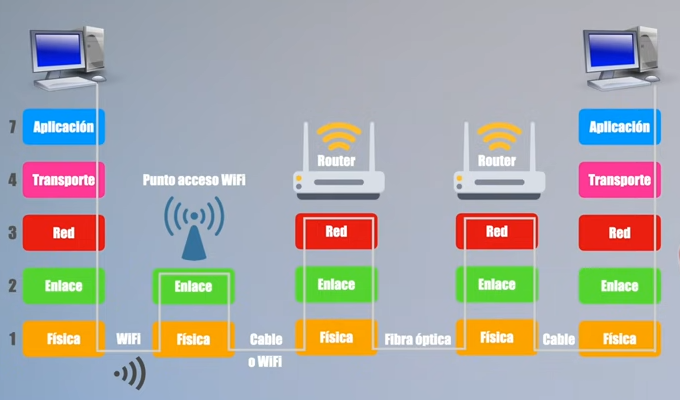 7 Aplicación Aplicación
Router Router
4 Transporte Punto acceso WiFi Transporte
3 Red Red Red Red
2 Enlace Enlace Enlace Enlace Enlace
1 Física WiFi Física Cable Física Fibra óptica Física Cable Física
o WiFi